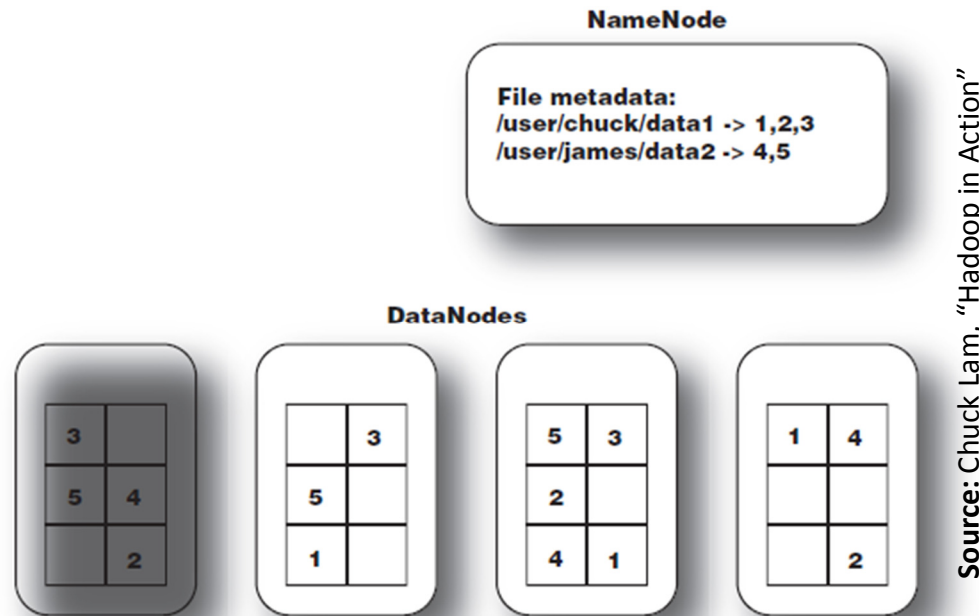 NameNode
File metadata:
/user/chuck/data1 -> 1,2,3
/user/james/data2 -> 4,5
DataNodes
3
5 4
2
3
5
1
5 3
2
4 1
1 4
2
Source: Chuck Lam, "Hadoop in Action"